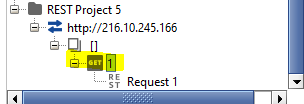 REST Project 5
http://216.10.245.166
[]
GET 1
REST Request 1